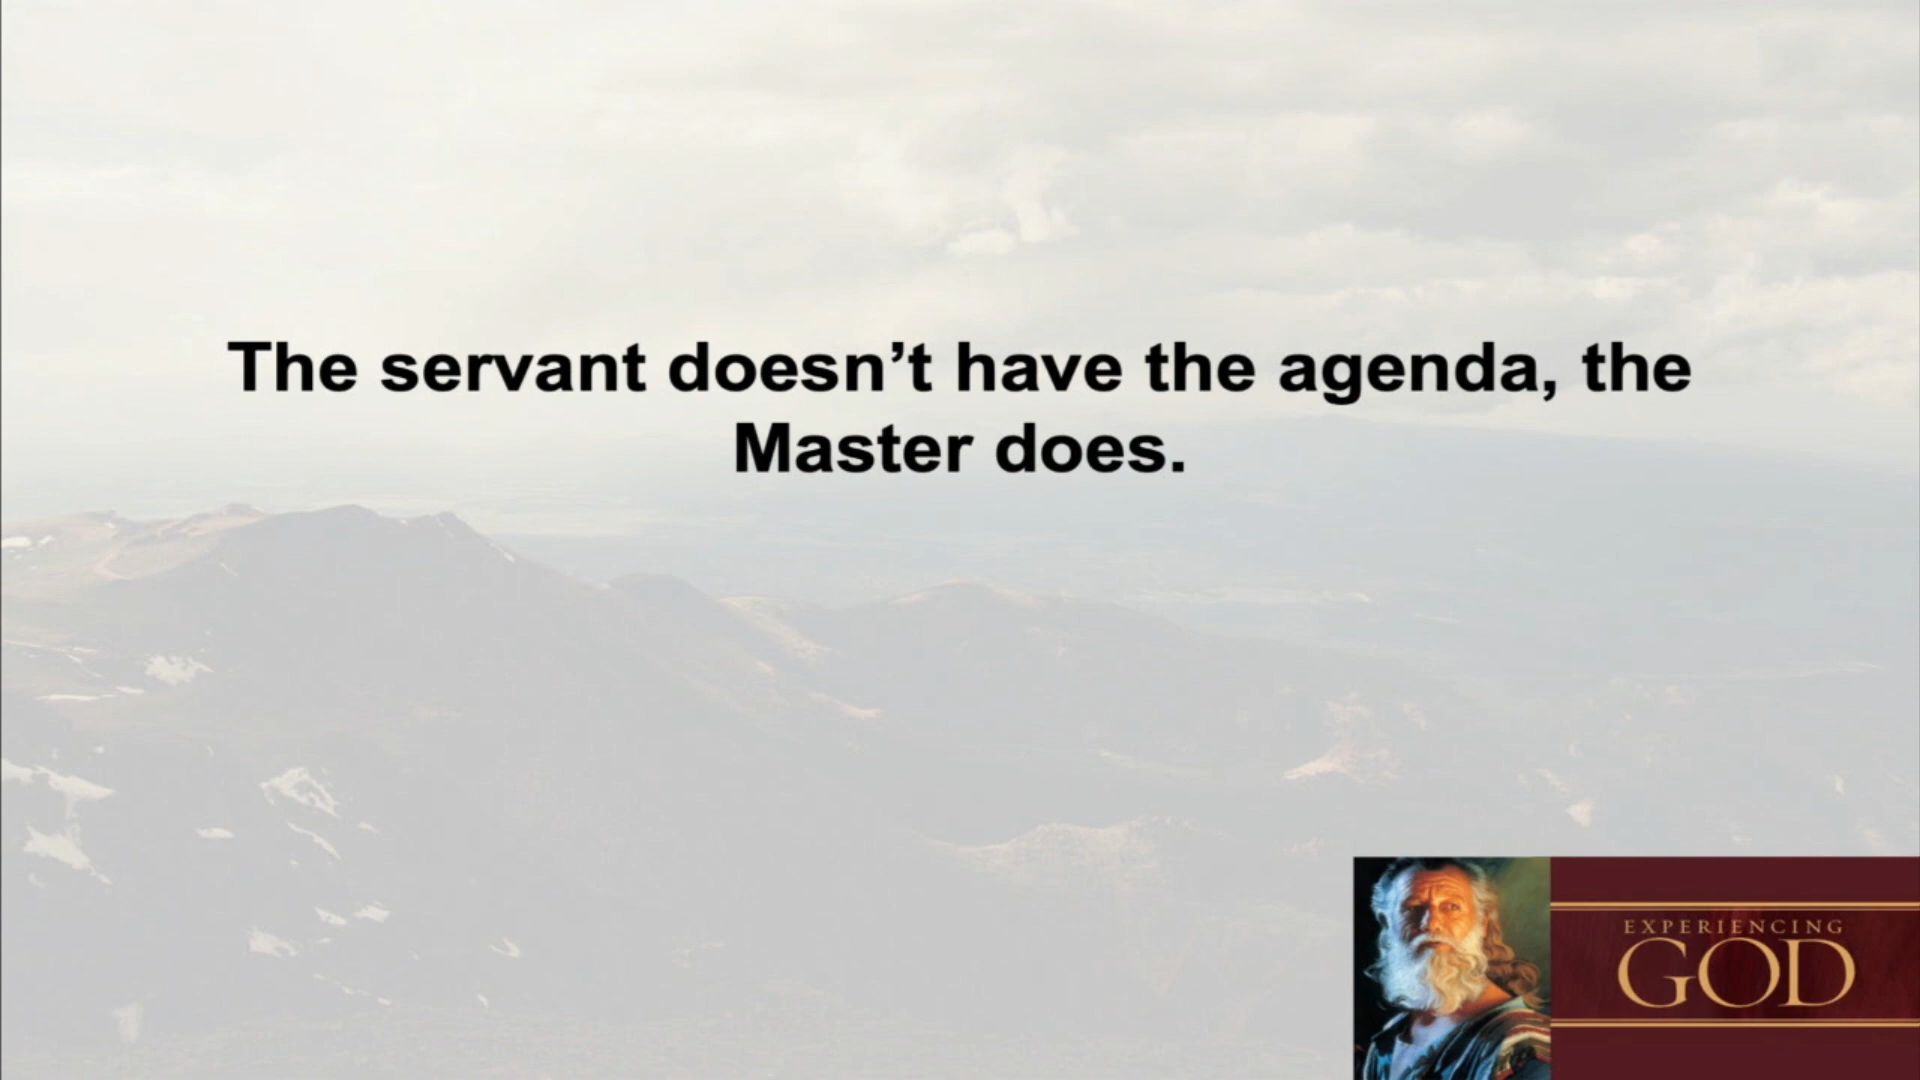 The servant doesn’t have the agenda, the
Master does.
EXPERIENCING
GOD